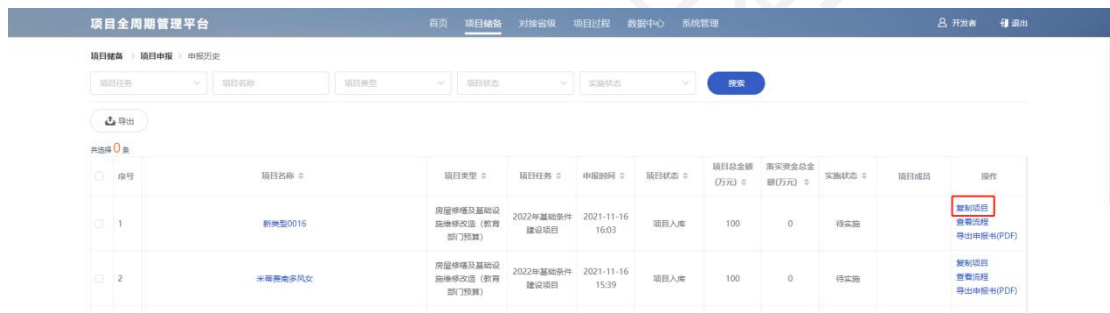 项目全周期管理平台 首页 项目储备 对接省级 项目过程 数据中心 系统管理 开发者 退出
项目储备 > 项目申报 > 申报历史
项目任务 项目名称 项目类型 项目状态 实施状态 搜索
导出
共选择 0 条
序号 项目名称 项目类型 项目任务 申报时间 项目状态 项目总金额(万元) 落实资金总金额(万元) 实施状态 项目成员 操作
1 新类型0016 房屋修缮及基础设施维修改造(教育部门预算) 2022年基础条件建设项目 2021-11-16 16:03 项目入库 100 0 待实施 复制项目
查看流程
导出申报书(PDF)
2 房屋修缮及基础设施维修改造(教育部门预算) 2022年基础条件建设项目 2021-11-16 15:39 项目入库 100 0 待实施 复制项目
查看流程
导出申报书(PDF)